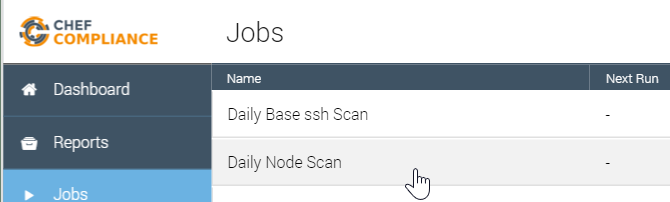 CHEF
COMPLIANCE
Jobs
Name Next Run
Dashboard
Daily Base ssh Scan -
Reports
Daily Node Scan -
Jobs